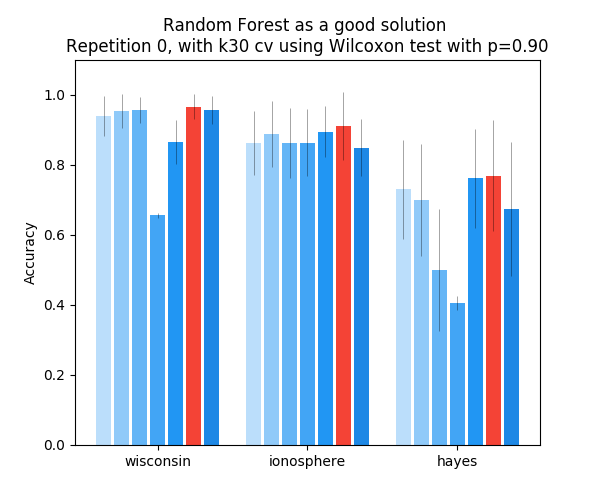 Random Forest as a good solution
Repetition 0, with k30 cv using Wilcoxon test with p=0.90
1.0
0.8
0.6
0.4
0.2
0.0
Accuracy
wisconsin
ionosphere
hayes